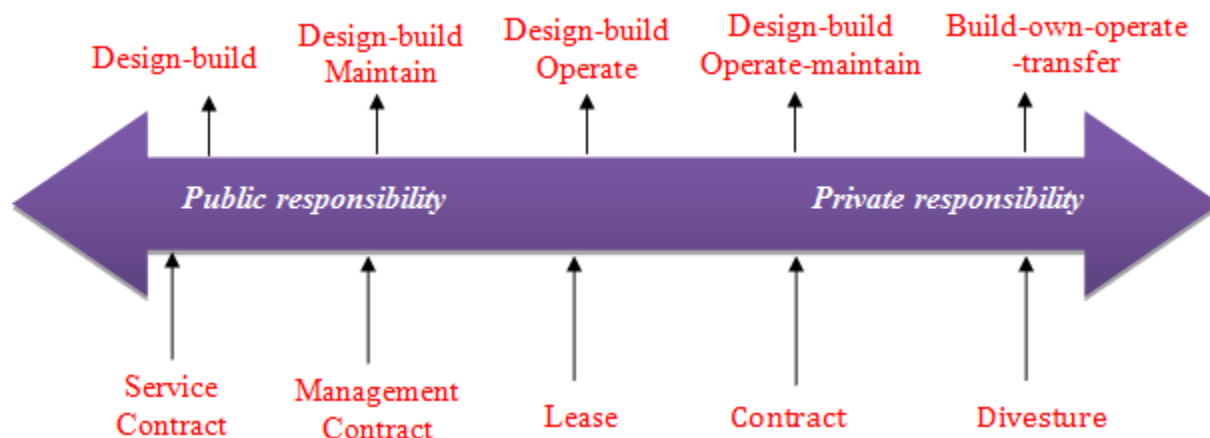 Design-build
Design-build
Maintain
Design-build
Operate
Design-build
Operate-maintain
Build-own-operate
-transfer
Public responsibility
Private responsibility
Service
Contract
Management
Contract
Lease
Contract
Divesture